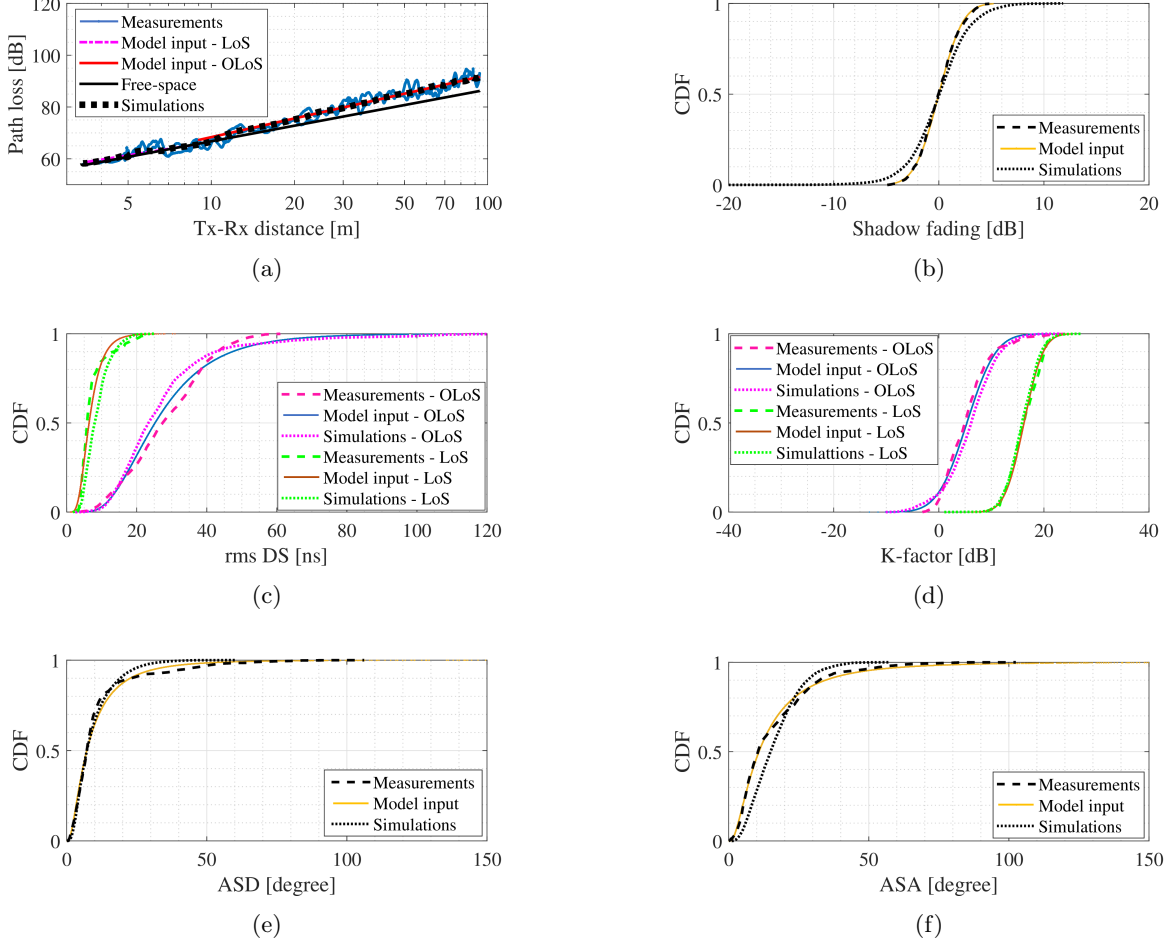 120
100
80
60
Path loss [dB]
Measurements
Model input - LoS
Model input - OLoS
Free-space
Simulations
5 10 20 30 50 70 100
Tx-Rx distance [m]
(a)
1
0.5
0
CDF
Measurements
Model input
Simulations
-20 -10 0 10 20
Shadow fading [dB]
(b)
1
0.5
0
CDF
Measurements - OLoS
Model input - OLoS
Simulations - OLoS
Measurements - LoS
Model input - LoS
Simulations - LoS
0 20 40 60 80 100 120
rms DS [ns]
(c)
1
0.5
0
CDF
Measurements - OLoS
Model input - OLoS
Simulations - OLoS
Measurements - LoS
Model input - LoS
Simulattions - LoS
-40 -20 0 20 40
K-factor [dB]
(d)
1
0.5
0
CDF
Measurements
Model input
Simulations
0 50 100 150
ASD [degree]
(e)
1
0.5
0
CDF
Measurements
Model input
Simulations
0 50 100 150
ASA [degree]
(f)